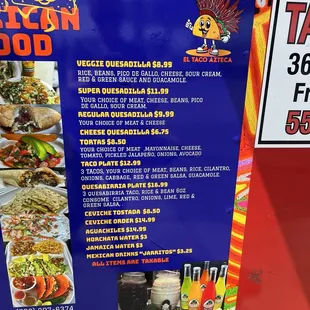 XICAN
FOOD
EL TACO AZTECA
VEGGIE QUESADILLA $8.99
RICE, BEANS, PICO DE GALLO, CHEESE, SOUR CREAM,
RED & GREEN SAUCE AND GUACAMOLE.
SUPER QUESADILLA $11.99
YOUR CHOICE OF MEAT, CHEESE, BEANS, PICO
DE GALLO, SOUR CREAM.
REGULAR QUESADILLA $9.99
YOUR CHOICE OF MEAT & CHEESE
CHEESE QUESADILLA $6.75
TORTAS $8.50
YOUR CHOICE OF MEAT ,MAYONNAISE, CHEESE,
TOMATO, PICKLED JALAPEÑO, ONIONS, AVOCADO
TACO PLATE $12.99
3 TACOS, YOUR CHOICE OF MEAT, BEANS, RICE, CILANTRO,
ONIONS, CABBAGE, RED & GREEN SALSA, GUACAMOLE.
QUESABIRRIA PLATE $16.99
3 QUESABIRRIA TACO, RICE & BEAN 8OZ
CONSOME CILANTRO, ONIONS, LIME, RED &
GREEN SALSA.
CEVICHE TOSTADA $8.50
CEVICHE ORDER $14.99
AGUACHILES $14.99
HORCHATA WATER $3
JAMAICA WATER $3
MEXICAN DRINKS "JARRITOS" $3.25
ALL ITEMS ARE TAXABLE
TA
36
Fr
55